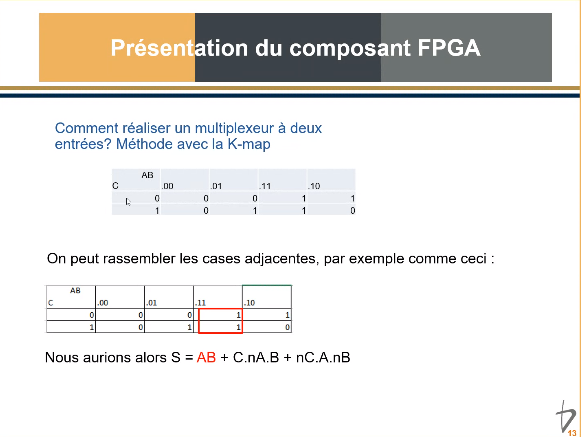 Présentation du composant FPGA
Comment réaliser un multiplexeur à deux
entrées? Méthode avec la K-map
AB
C .00 .01 .11 .10
0 0 0 1 1
1 0 1 1 0
On peut rassembler les cases adjacentes, par exemple comme ceci :
AB
C .00 .01 .11 .10
0 0 0 1 1
1 0 1 1 0
Nous aurions alors S = AB + C.nA.B + nC.A.nB
13